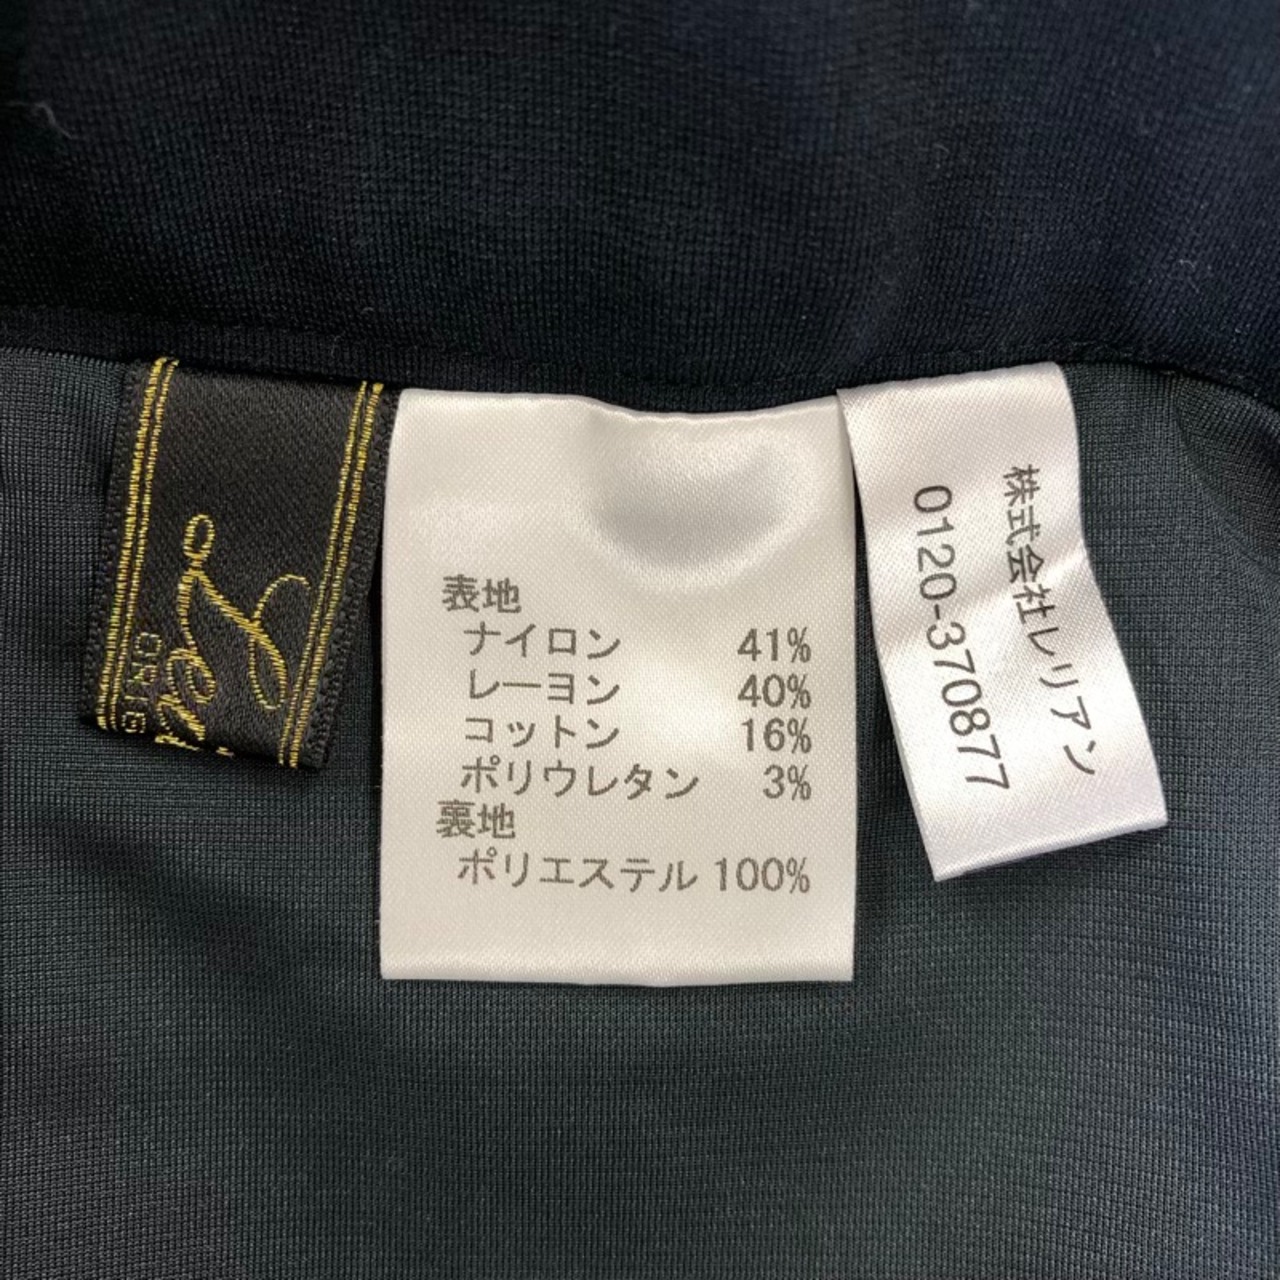 表地
ナイロン 41%
レーヨン 40%
コットン 16%
ポリウレタン 3%
裏地
ポリエステル 100%
株式会社レリアン
0120-370877